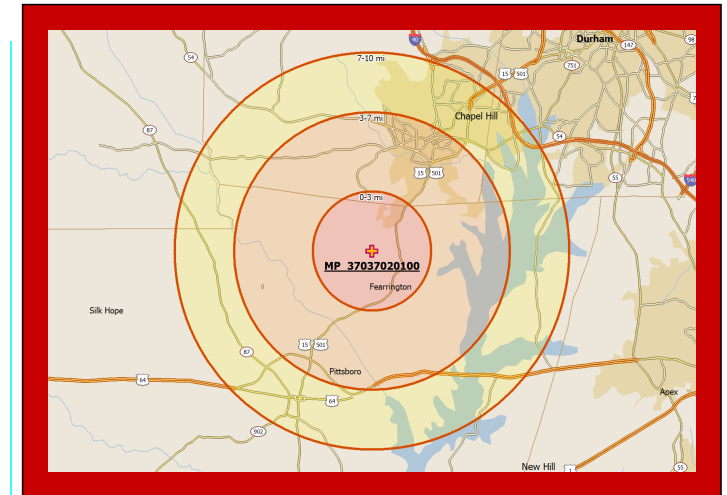 40
Durham
98
147
54
7-10 mi
751
15 501
Chapel Hill
3-7 mi
87
54
15 501
55
540
0-3 mi
MP_37037020100
Fearrington
0
Silk Hope
15 501
87
Pittsboro
64
Apex
64
902
New Hill
1
55